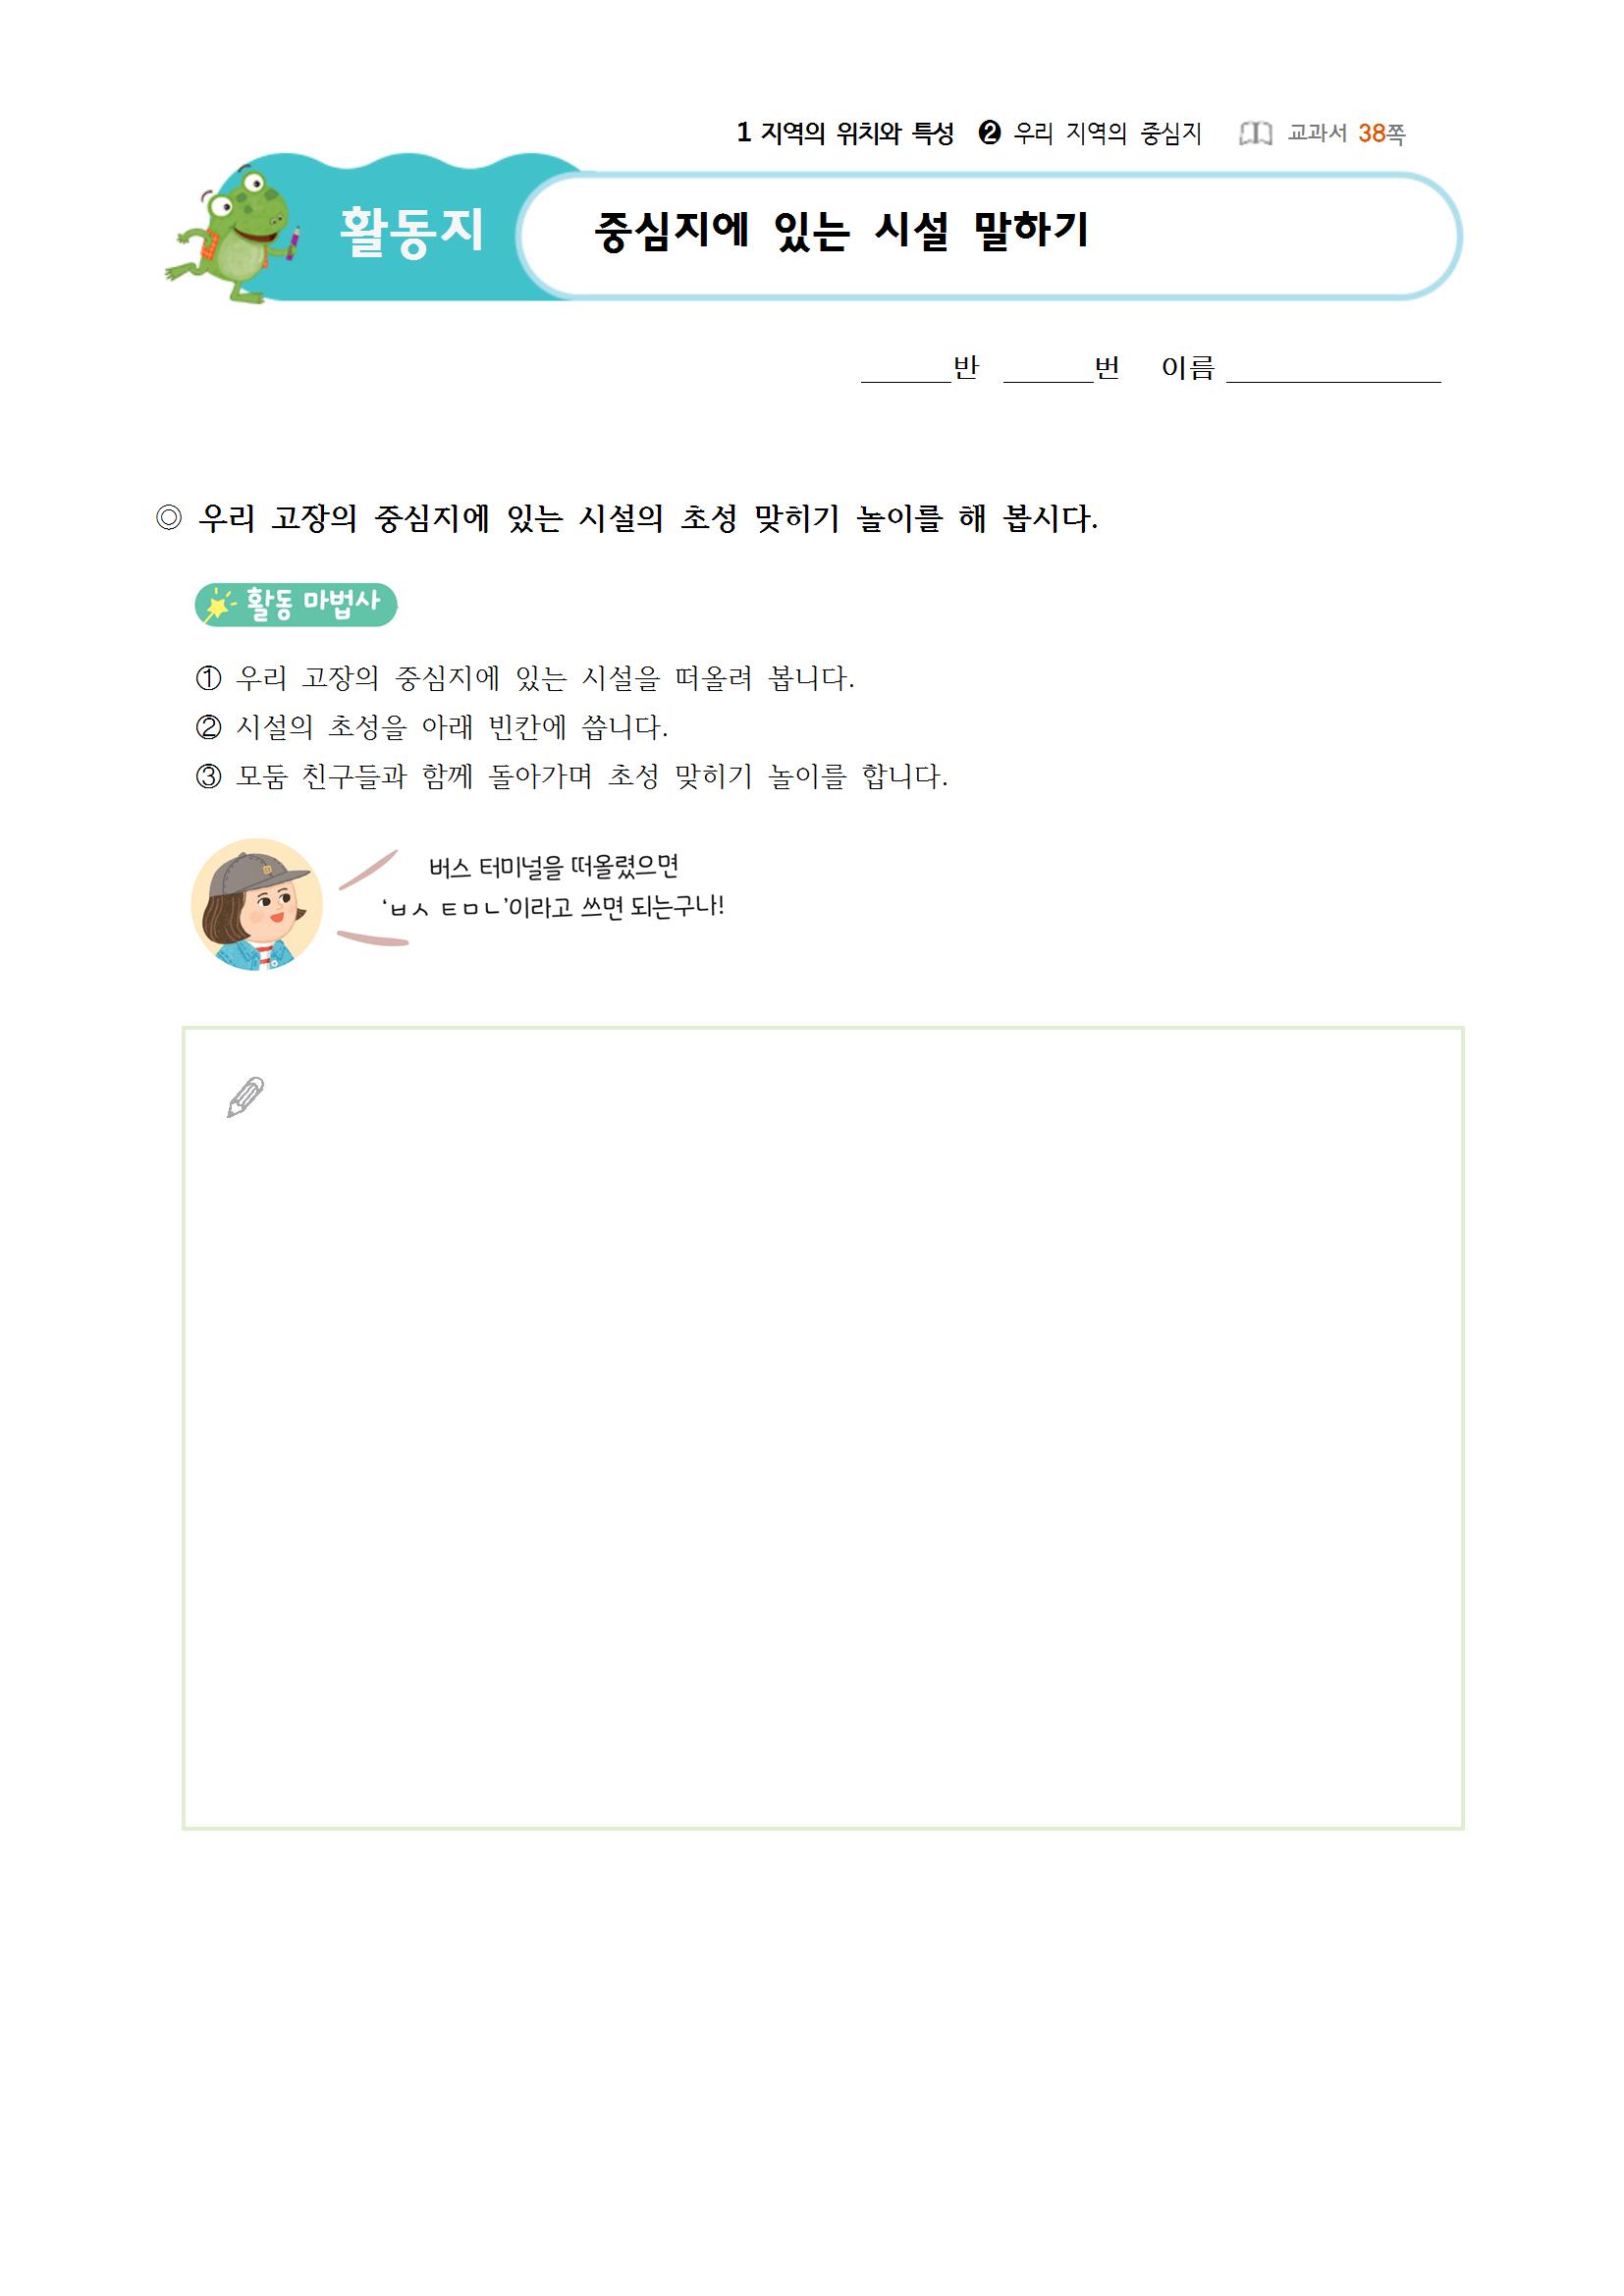 1 지역의 위치와 특성 ❷ 우리 지역의 중심지 교과서 38쪽
활동지 중심지에 있는 시설 말하기
______반 ______번 이름 ______________
◎ 우리 고장의 중심지에 있는 시설의 초성 맞히기 놀이를 해 봅시다.
활동 마법사
① 우리 고장의 중심지에 있는 시설을 떠올려 봅니다.
② 시설의 초성을 아래 빈칸에 씁니다.
③ 모둠 친구들과 함께 돌아가며 초성 맞히기 놀이를 합니다.
버스 터미널을 떠올렸으면
‘ㅂㅅ ㅌㅁㄴ’이라고 쓰면 되는구나!